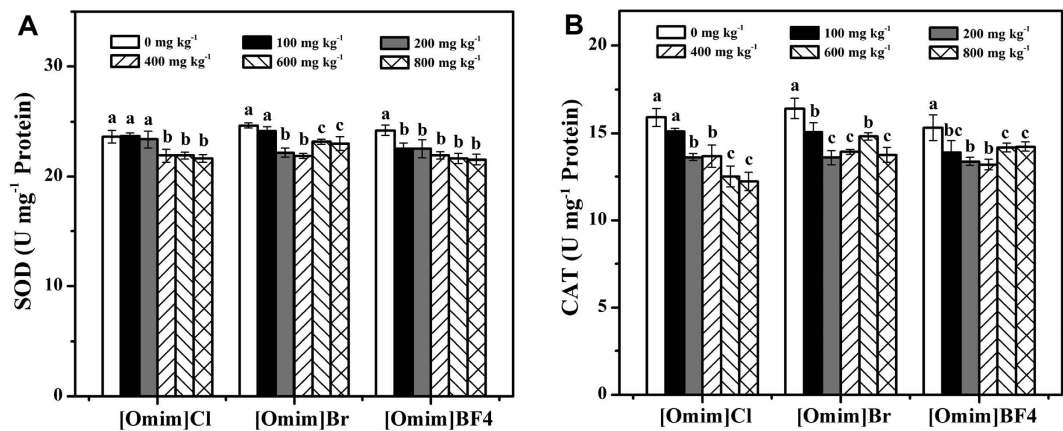 A
0 mg kg⁻¹ 100 mg kg⁻¹ 200 mg kg⁻¹
400 mg kg⁻¹ 600 mg kg⁻¹ 800 mg kg⁻¹
SOD (U mg⁻¹ Protein)
30
20
10
0
a a a b b b
a a b b c c
a b b b b b
[Omim]Cl [Omim]Br [Omim]BF4
B
0 mg kg⁻¹ 100 mg kg⁻¹ 200 mg kg⁻¹
400 mg kg⁻¹ 600 mg kg⁻¹ 800 mg kg⁻¹
CAT (U mg⁻¹ Protein)
20
15
10
5
0
a a b b c c
a b c c b c
a bc b b c c
[Omim]Cl [Omim]Br [Omim]BF4